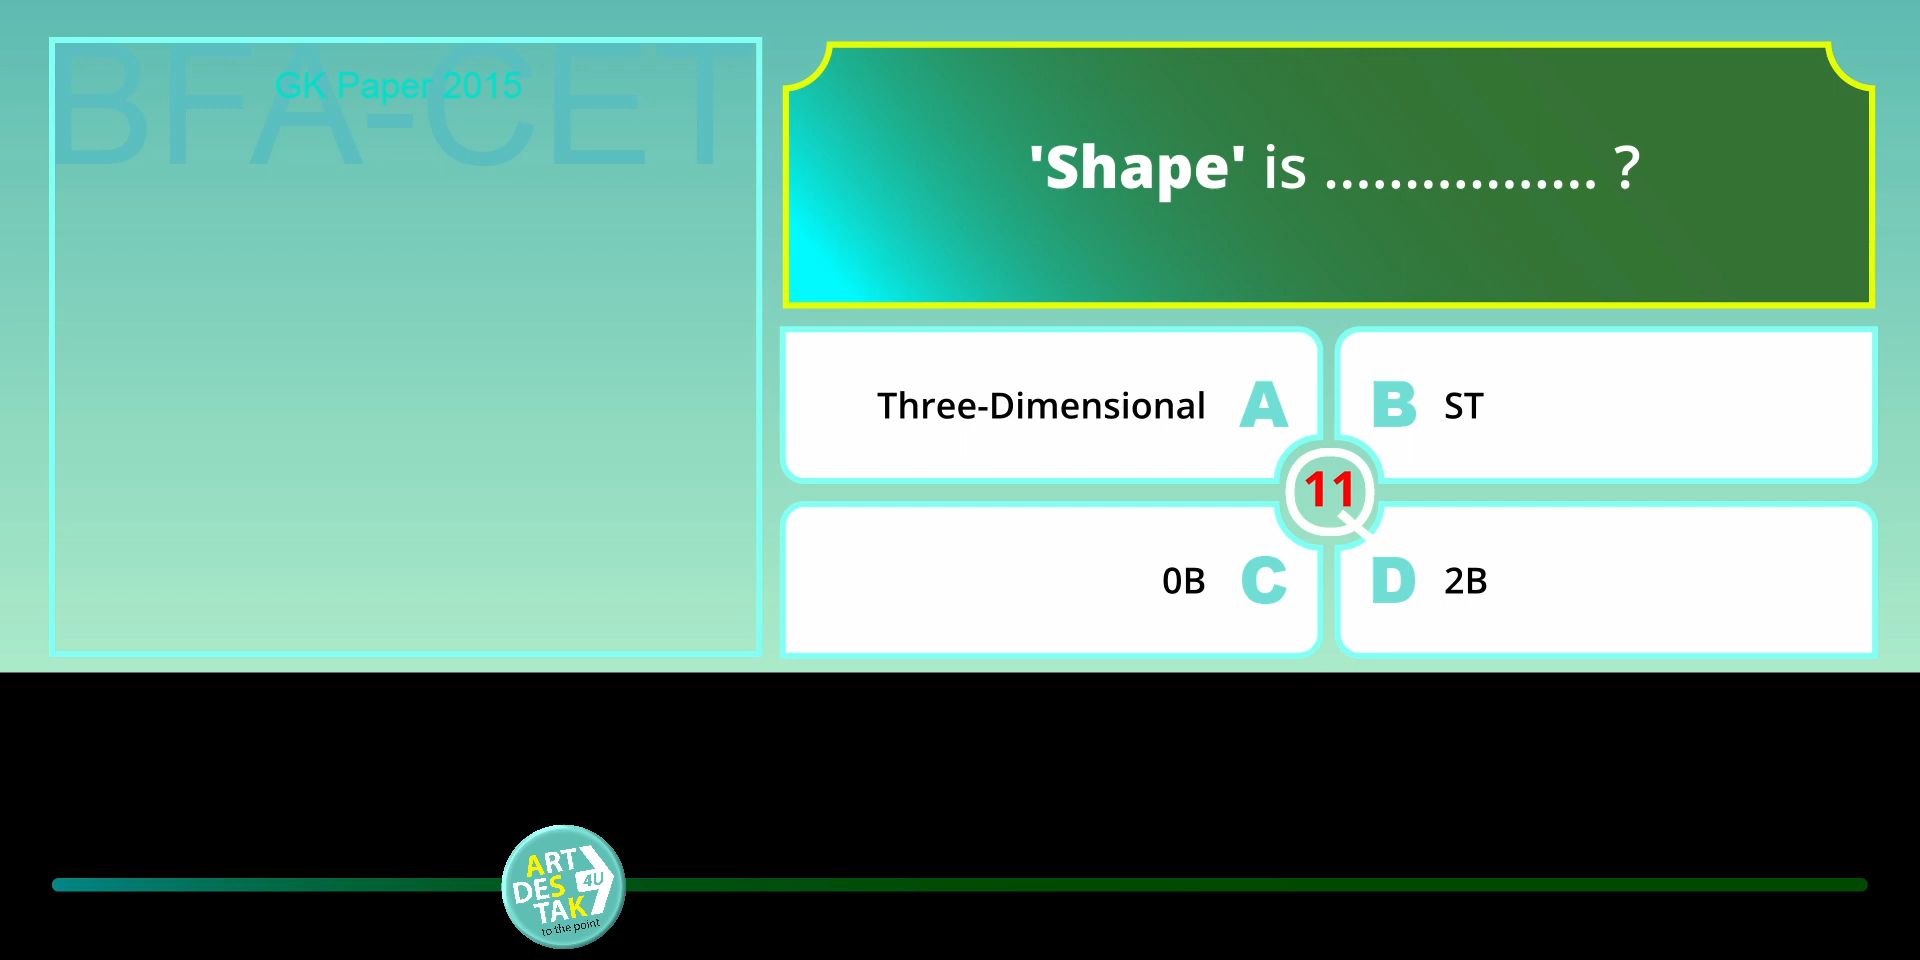 BFA-CET
GK Paper 2015
'Shape' is ................. ?
Three-Dimensional A
B ST
11
0B C
D 2B
ART
DES 4U
TAK
to the point